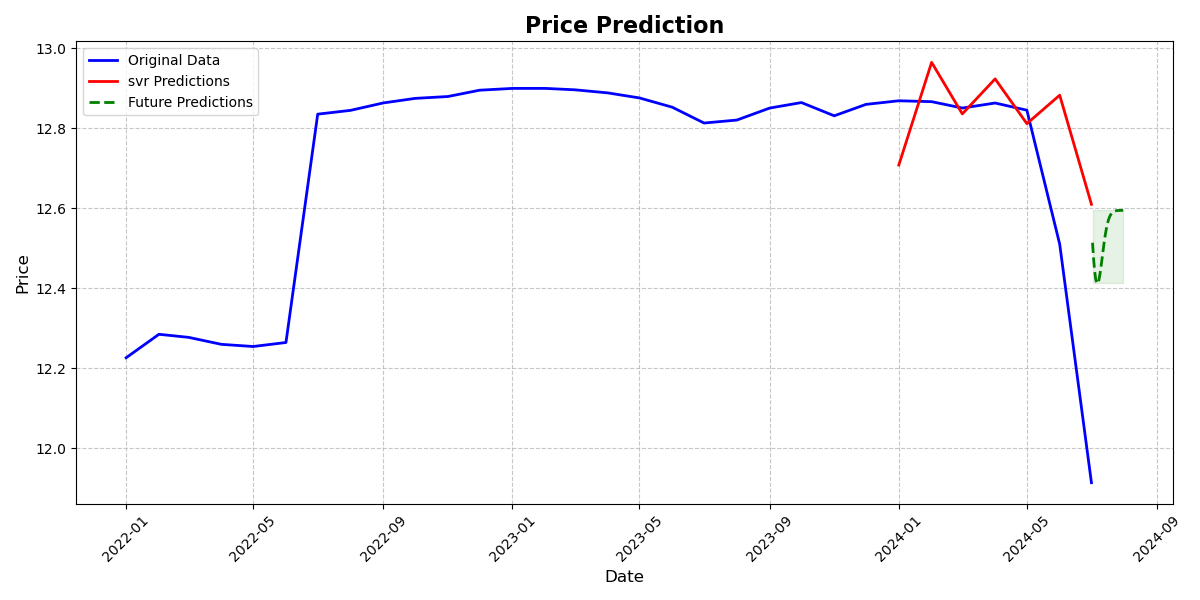 Price Prediction
Original Data
svr Predictions
Future Predictions
Price
13.0
12.8
12.6
12.4
12.2
12.0
2022-01
2022-05
2022-09
2023-01
2023-05
2023-09
2024-01
2024-05
2024-09
Date